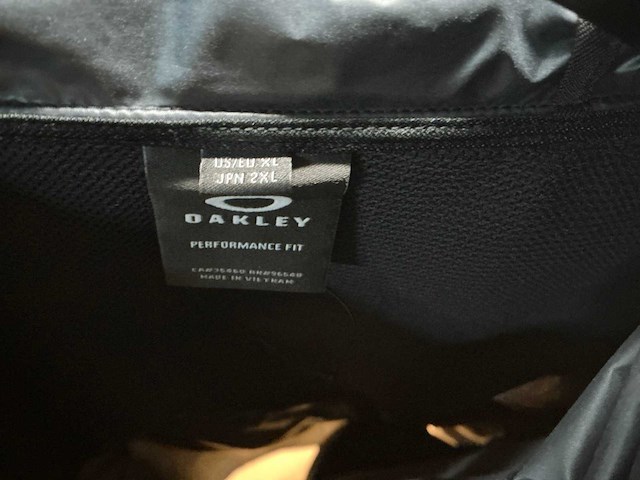 US/EU XL
JPN 2XL
OAKLEY
PERFORMANCE FIT
MADE IN VIETNAM